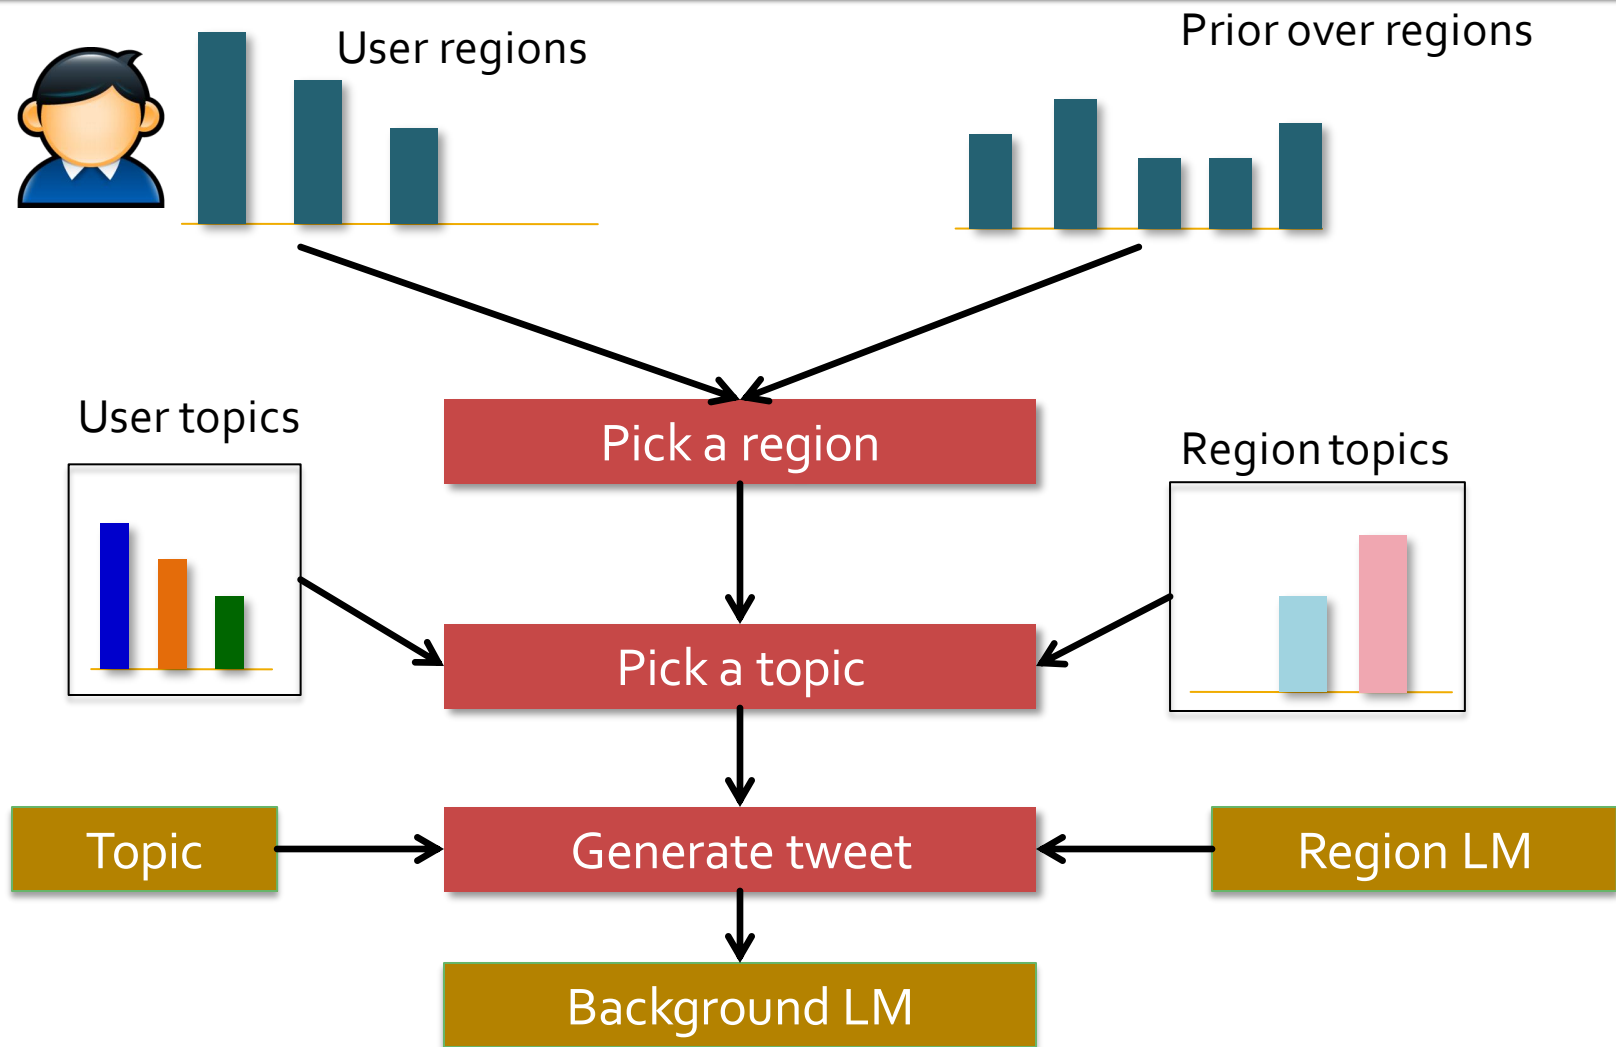 User regions
Prior over regions
Pick a region
User topics
Region topics
Pick a topic
Topic
Generate tweet
Region LM
Background LM